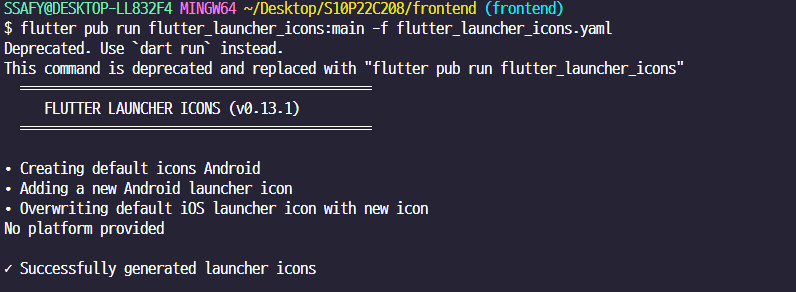 SSAFY@DESKTOP-LL832F4 MINGW64 ~/Desktop/S10P22C208/frontend (frontend)
$ flutter pub run flutter_launcher_icons:main -f flutter_launcher_icons.yaml
Deprecated. Use `dart run` instead.
This command is deprecated and replaced with "flutter pub run flutter_launcher_icons"
════════════════════════════════════════════
FLUTTER LAUNCHER ICONS (v0.13.1)
════════════════════════════════════════════
• Creating default icons Android
• Adding a new Android launcher icon
• Overwriting default iOS launcher icon with new icon
No platform provided
✓ Successfully generated launcher icons